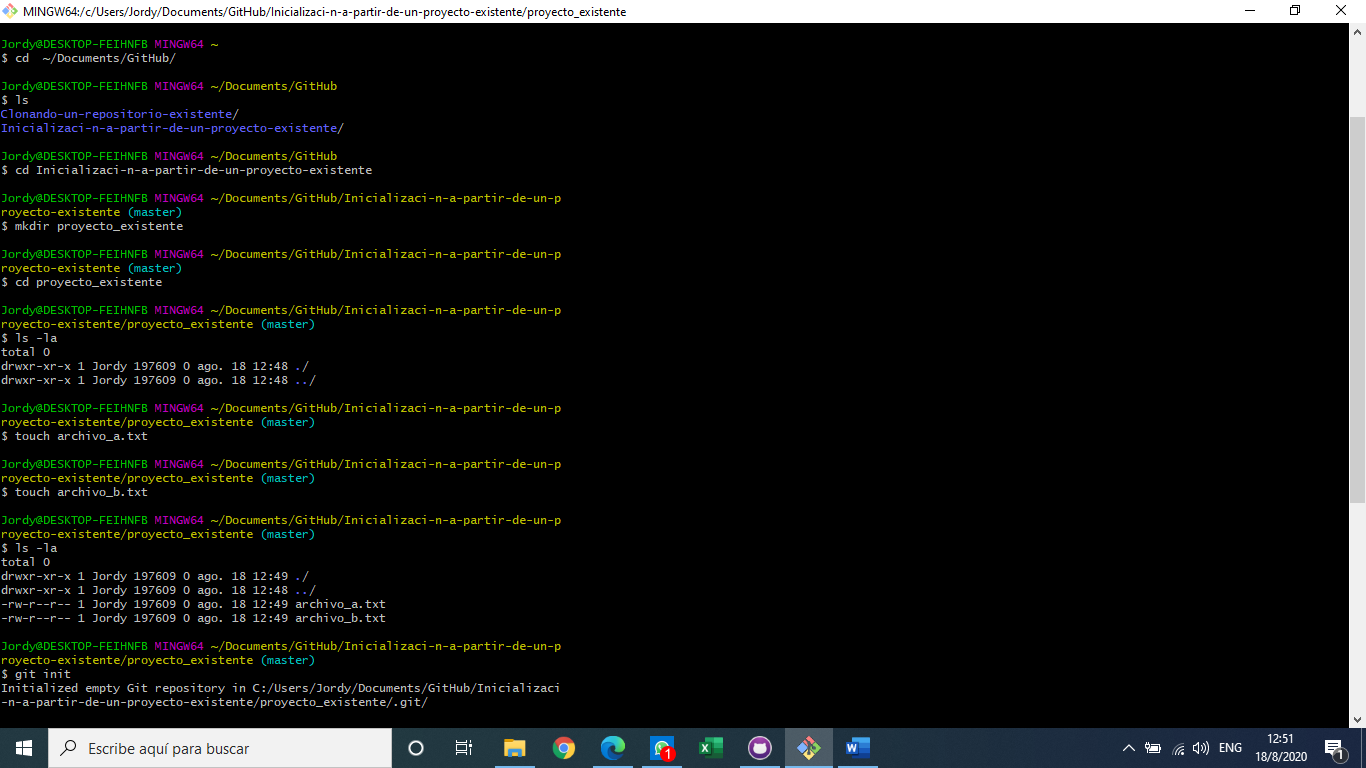 MINGW64:/c/Users/Jordy/Documents/GitHub/Inicializaci-n-a-partir-de-un-proyecto-existente/proyecto_existente
Jordy@DESKTOP-FEIHNFB MINGW64 ~
$ cd  ~/Documents/GitHub/
Jordy@DESKTOP-FEIHNFB MINGW64 ~/Documents/GitHub
$ ls
Clonando-un-repositorio-existente/
Inicializaci-n-a-partir-de-un-proyecto-existente/
Jordy@DESKTOP-FEIHNFB MINGW64 ~/Documents/GitHub
$ cd Inicializaci-n-a-partir-de-un-proyecto-existente
Jordy@DESKTOP-FEIHNFB MINGW64 ~/Documents/GitHub/Inicializaci-n-a-partir-de-un-p
royecto-existente (master)
$ mkdir proyecto_existente
Jordy@DESKTOP-FEIHNFB MINGW64 ~/Documents/GitHub/Inicializaci-n-a-partir-de-un-p
royecto-existente (master)
$ cd proyecto_existente
Jordy@DESKTOP-FEIHNFB MINGW64 ~/Documents/GitHub/Inicializaci-n-a-partir-de-un-p
royecto-existente/proyecto_existente (master)
$ ls -la
total 0
drwxr-xr-x 1 Jordy 197609 0 ago. 18 12:48 ./
drwxr-xr-x 1 Jordy 197609 0 ago. 18 12:48 ../
Jordy@DESKTOP-FEIHNFB MINGW64 ~/Documents/GitHub/Inicializaci-n-a-partir-de-un-p
royecto-existente/proyecto_existente (master)
$ touch archivo_a.txt
Jordy@DESKTOP-FEIHNFB MINGW64 ~/Documents/GitHub/Inicializaci-n-a-partir-de-un-p
royecto-existente/proyecto_existente (master)
$ touch archivo_b.txt
Jordy@DESKTOP-FEIHNFB MINGW64 ~/Documents/GitHub/Inicializaci-n-a-partir-de-un-p
royecto-existente/proyecto_existente (master)
$ ls -la
total 0
drwxr-xr-x 1 Jordy 197609 0 ago. 18 12:49 ./
drwxr-xr-x 1 Jordy 197609 0 ago. 18 12:48 ../
-rw-r--r-- 1 Jordy 197609 0 ago. 18 12:49 archivo_a.txt
-rw-r--r-- 1 Jordy 197609 0 ago. 18 12:49 archivo_b.txt
Jordy@DESKTOP-FEIHNFB MINGW64 ~/Documents/GitHub/Inicializaci-n-a-partir-de-un-p
royecto-existente/proyecto_existente (master)
$ git init
Initialized empty Git repository in C:/Users/Jordy/Documents/GitHub/Inicializaci
-n-a-partir-de-un-proyecto-existente/proyecto_existente/.git/
Escribe aquí para buscar
1
ENG
12:51
18/8/2020
1